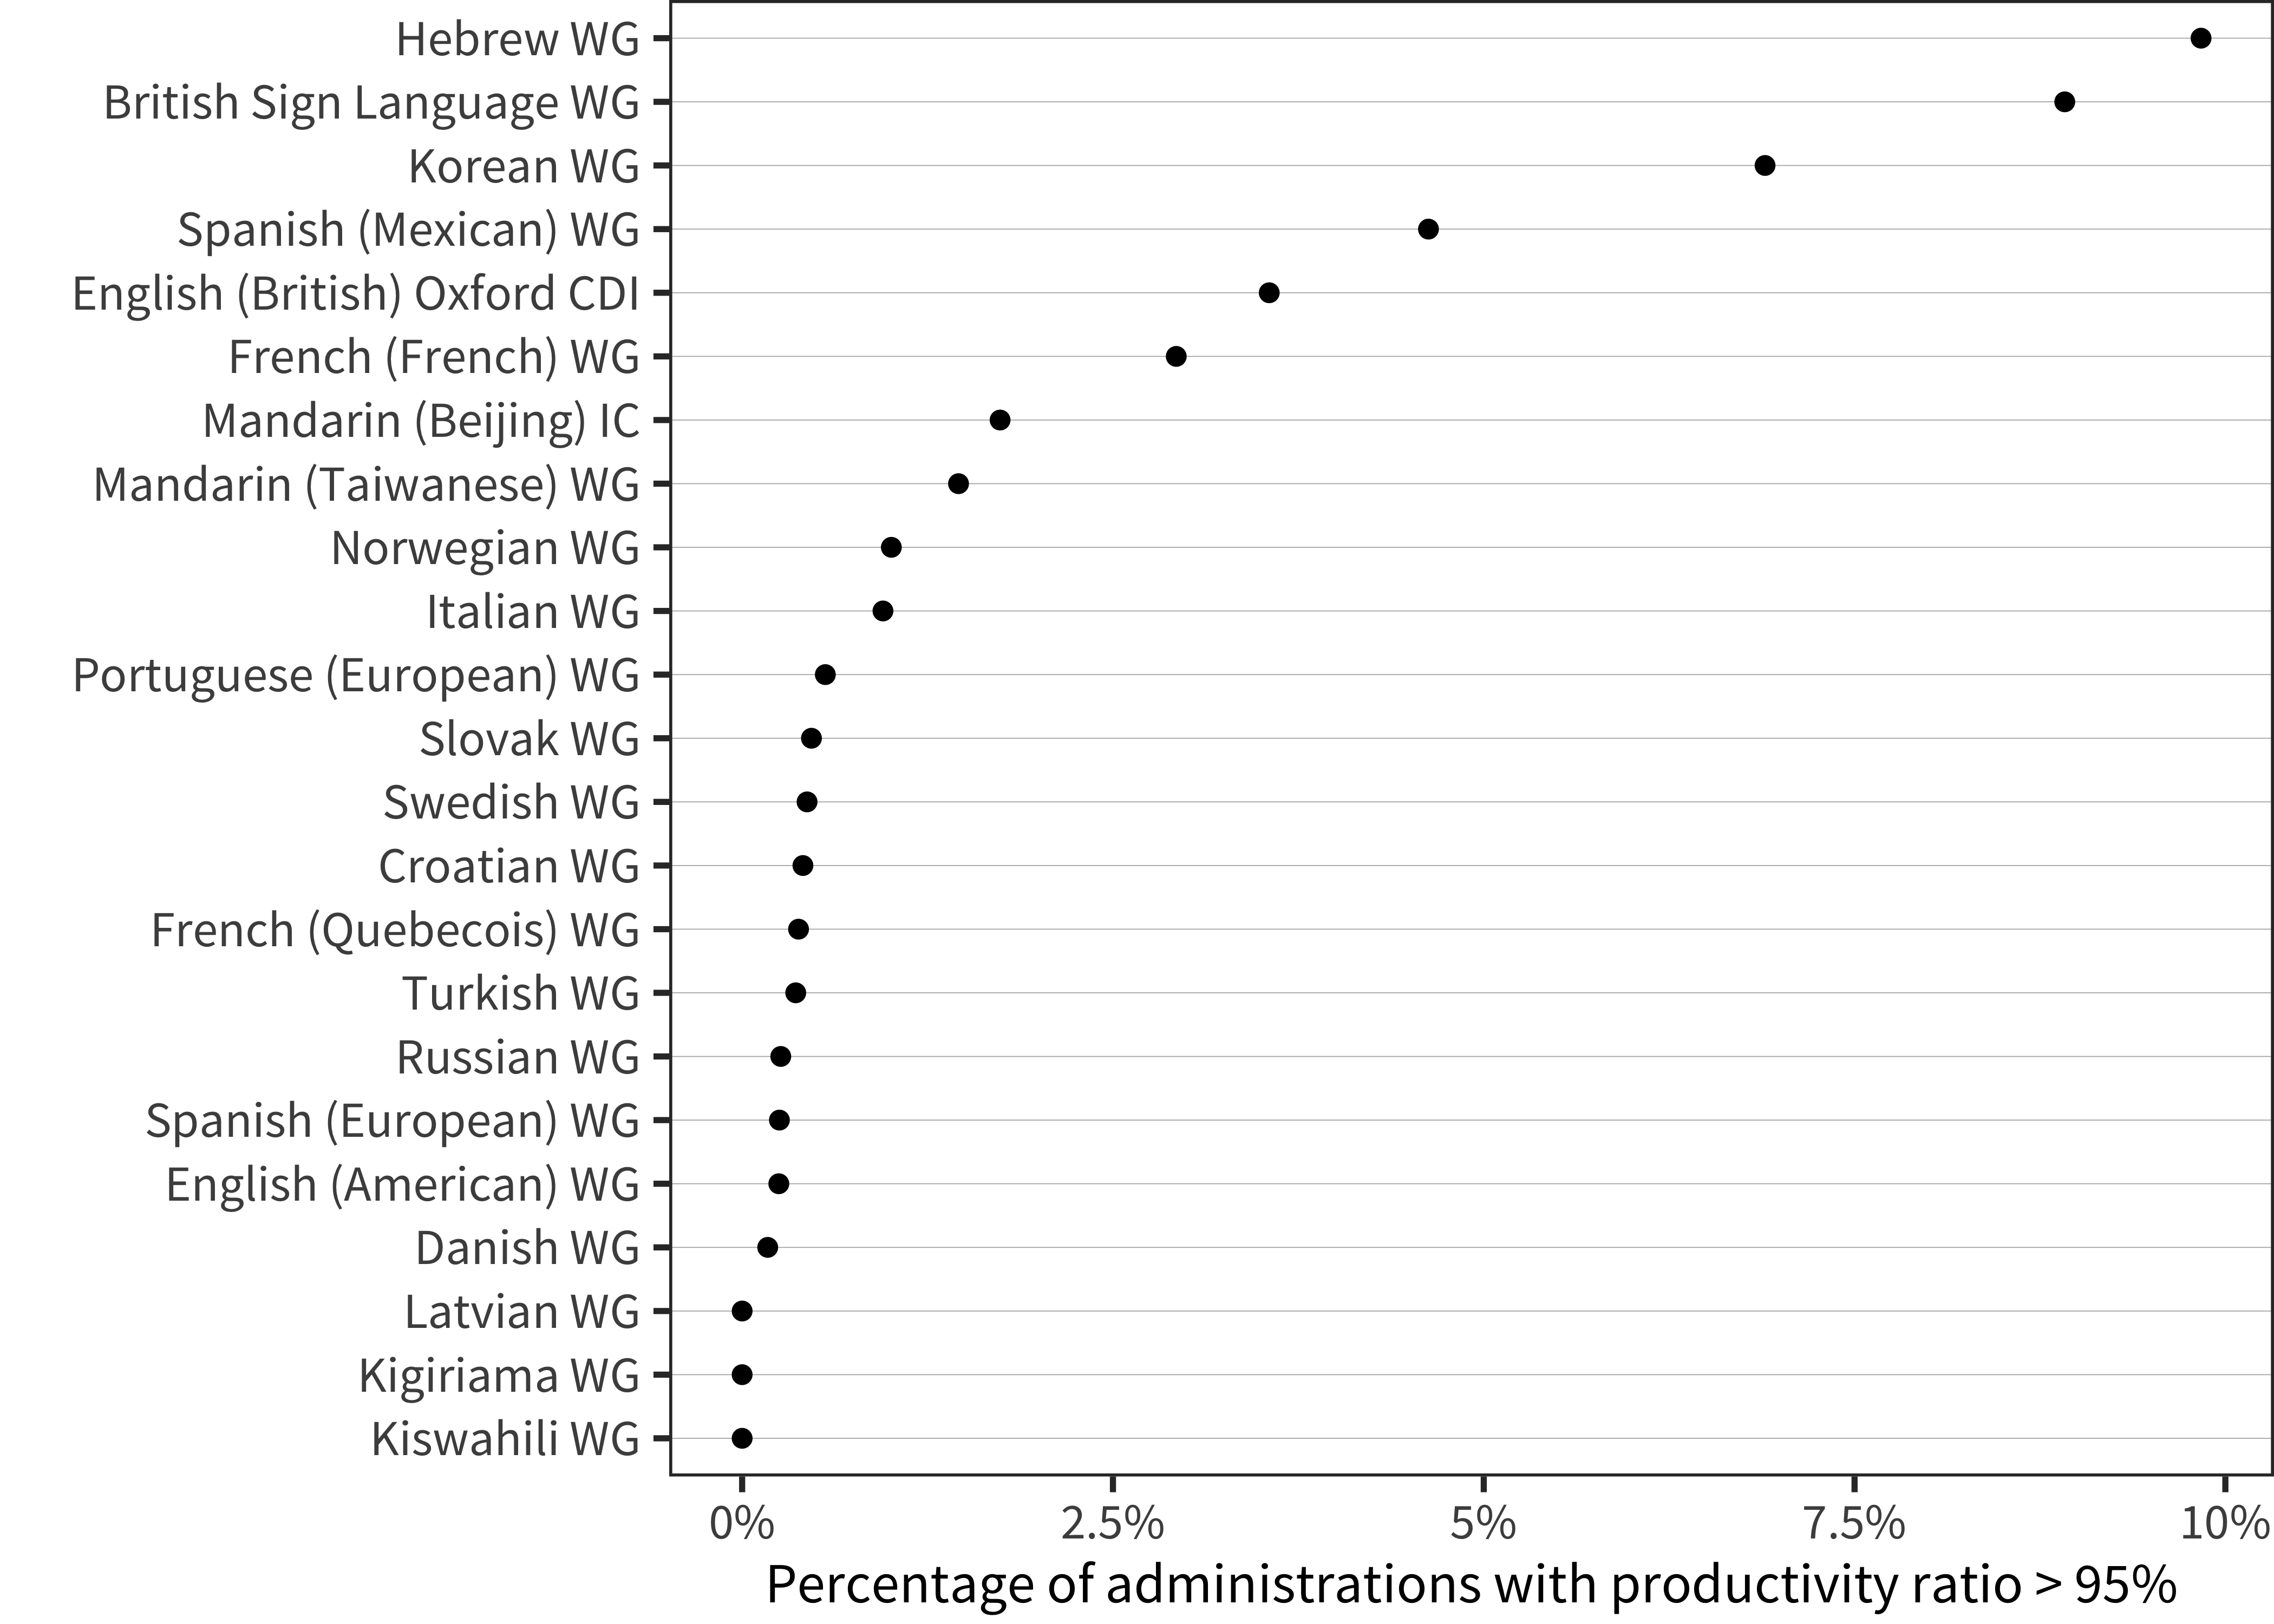 Hebrew WG
British Sign Language WG
Korean WG
Spanish (Mexican) WG
English (British) Oxford CDI
French (French) WG
Mandarin (Beijing) IC
Mandarin (Taiwanese) WG
Norwegian WG
Italian WG
Portuguese (European) WG
Slovak WG
Swedish WG
Croatian WG
French (Quebecois) WG
Turkish WG
Russian WG
Spanish (European) WG
English (American) WG
Danish WG
Latvian WG
Kigiriama WG
Kiswahili WG
0% 2.5% 5% 7.5% 10%
Percentage of administrations with productivity ratio > 95%